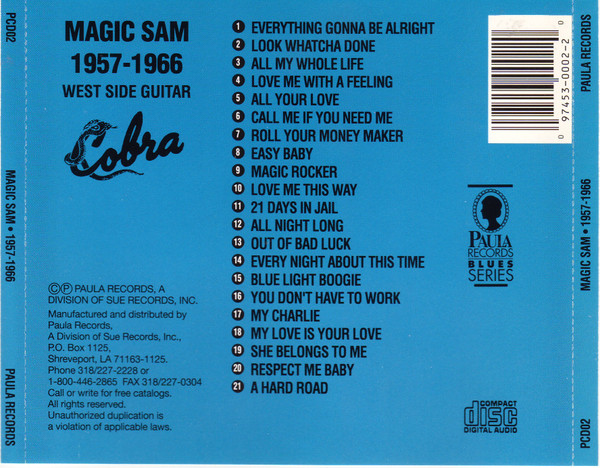 PCD02
MAGIC SAM • 1957-1966
PAULA RECORDS
MAGIC SAM
1957-1966
WEST SIDE GUITAR
Cobra
ⒸⓅ PAULA RECORDS, A
DIVISION OF SUE RECORDS, INC.
Manufactured and distributed by
Paula Records,
A Division of Sue Records, Inc.,
P.O. Box 1125,
Shreveport, LA 71163-1125.
Phone 318/227-2228 or
1-800-446-2865 FAX 318/227-0304
Call or write for free catalogs.
All rights reserved.
Unauthorized duplication is
a violation of applicable laws.
1 EVERYTHING GONNA BE ALRIGHT
2 LOOK WHATCHA DONE
3 ALL MY WHOLE LIFE
4 LOVE ME WITH A FEELING
5 ALL YOUR LOVE
6 CALL ME IF YOU NEED ME
7 ROLL YOUR MONEY MAKER
8 EASY BABY
9 MAGIC ROCKER
10 LOVE ME THIS WAY
11 21 DAYS IN JAIL
12 ALL NIGHT LONG
13 OUT OF BAD LUCK
14 EVERY NIGHT ABOUT THIS TIME
15 BLUE LIGHT BOOGIE
16 YOU DON'T HAVE TO WORK
17 MY CHARLIE
18 MY LOVE IS YOUR LOVE
19 SHE BELONGS TO ME
20 RESPECT ME BABY
21 A HARD ROAD
0 97453-0002-2 0
PAULA
RECORDS
BLUES
SERIES
COMPACT
disc
DIGITAL AUDIO
PAULA RECORDS
MAGIC SAM • 1957-1966
PCD02